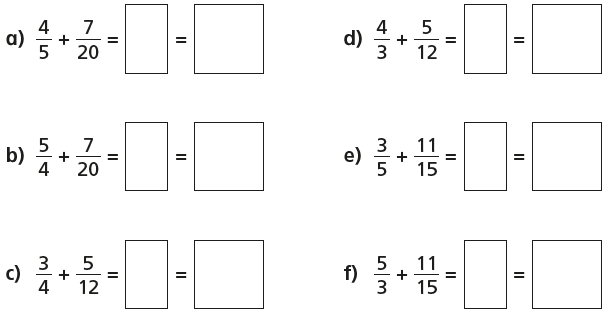 a) 4/5 + 7/20 = =
b) 5/4 + 7/20 = =
c) 3/4 + 5/12 = =
d) 4/3 + 5/12 = =
e) 3/5 + 11/15 = =
f) 5/3 + 11/15 = =